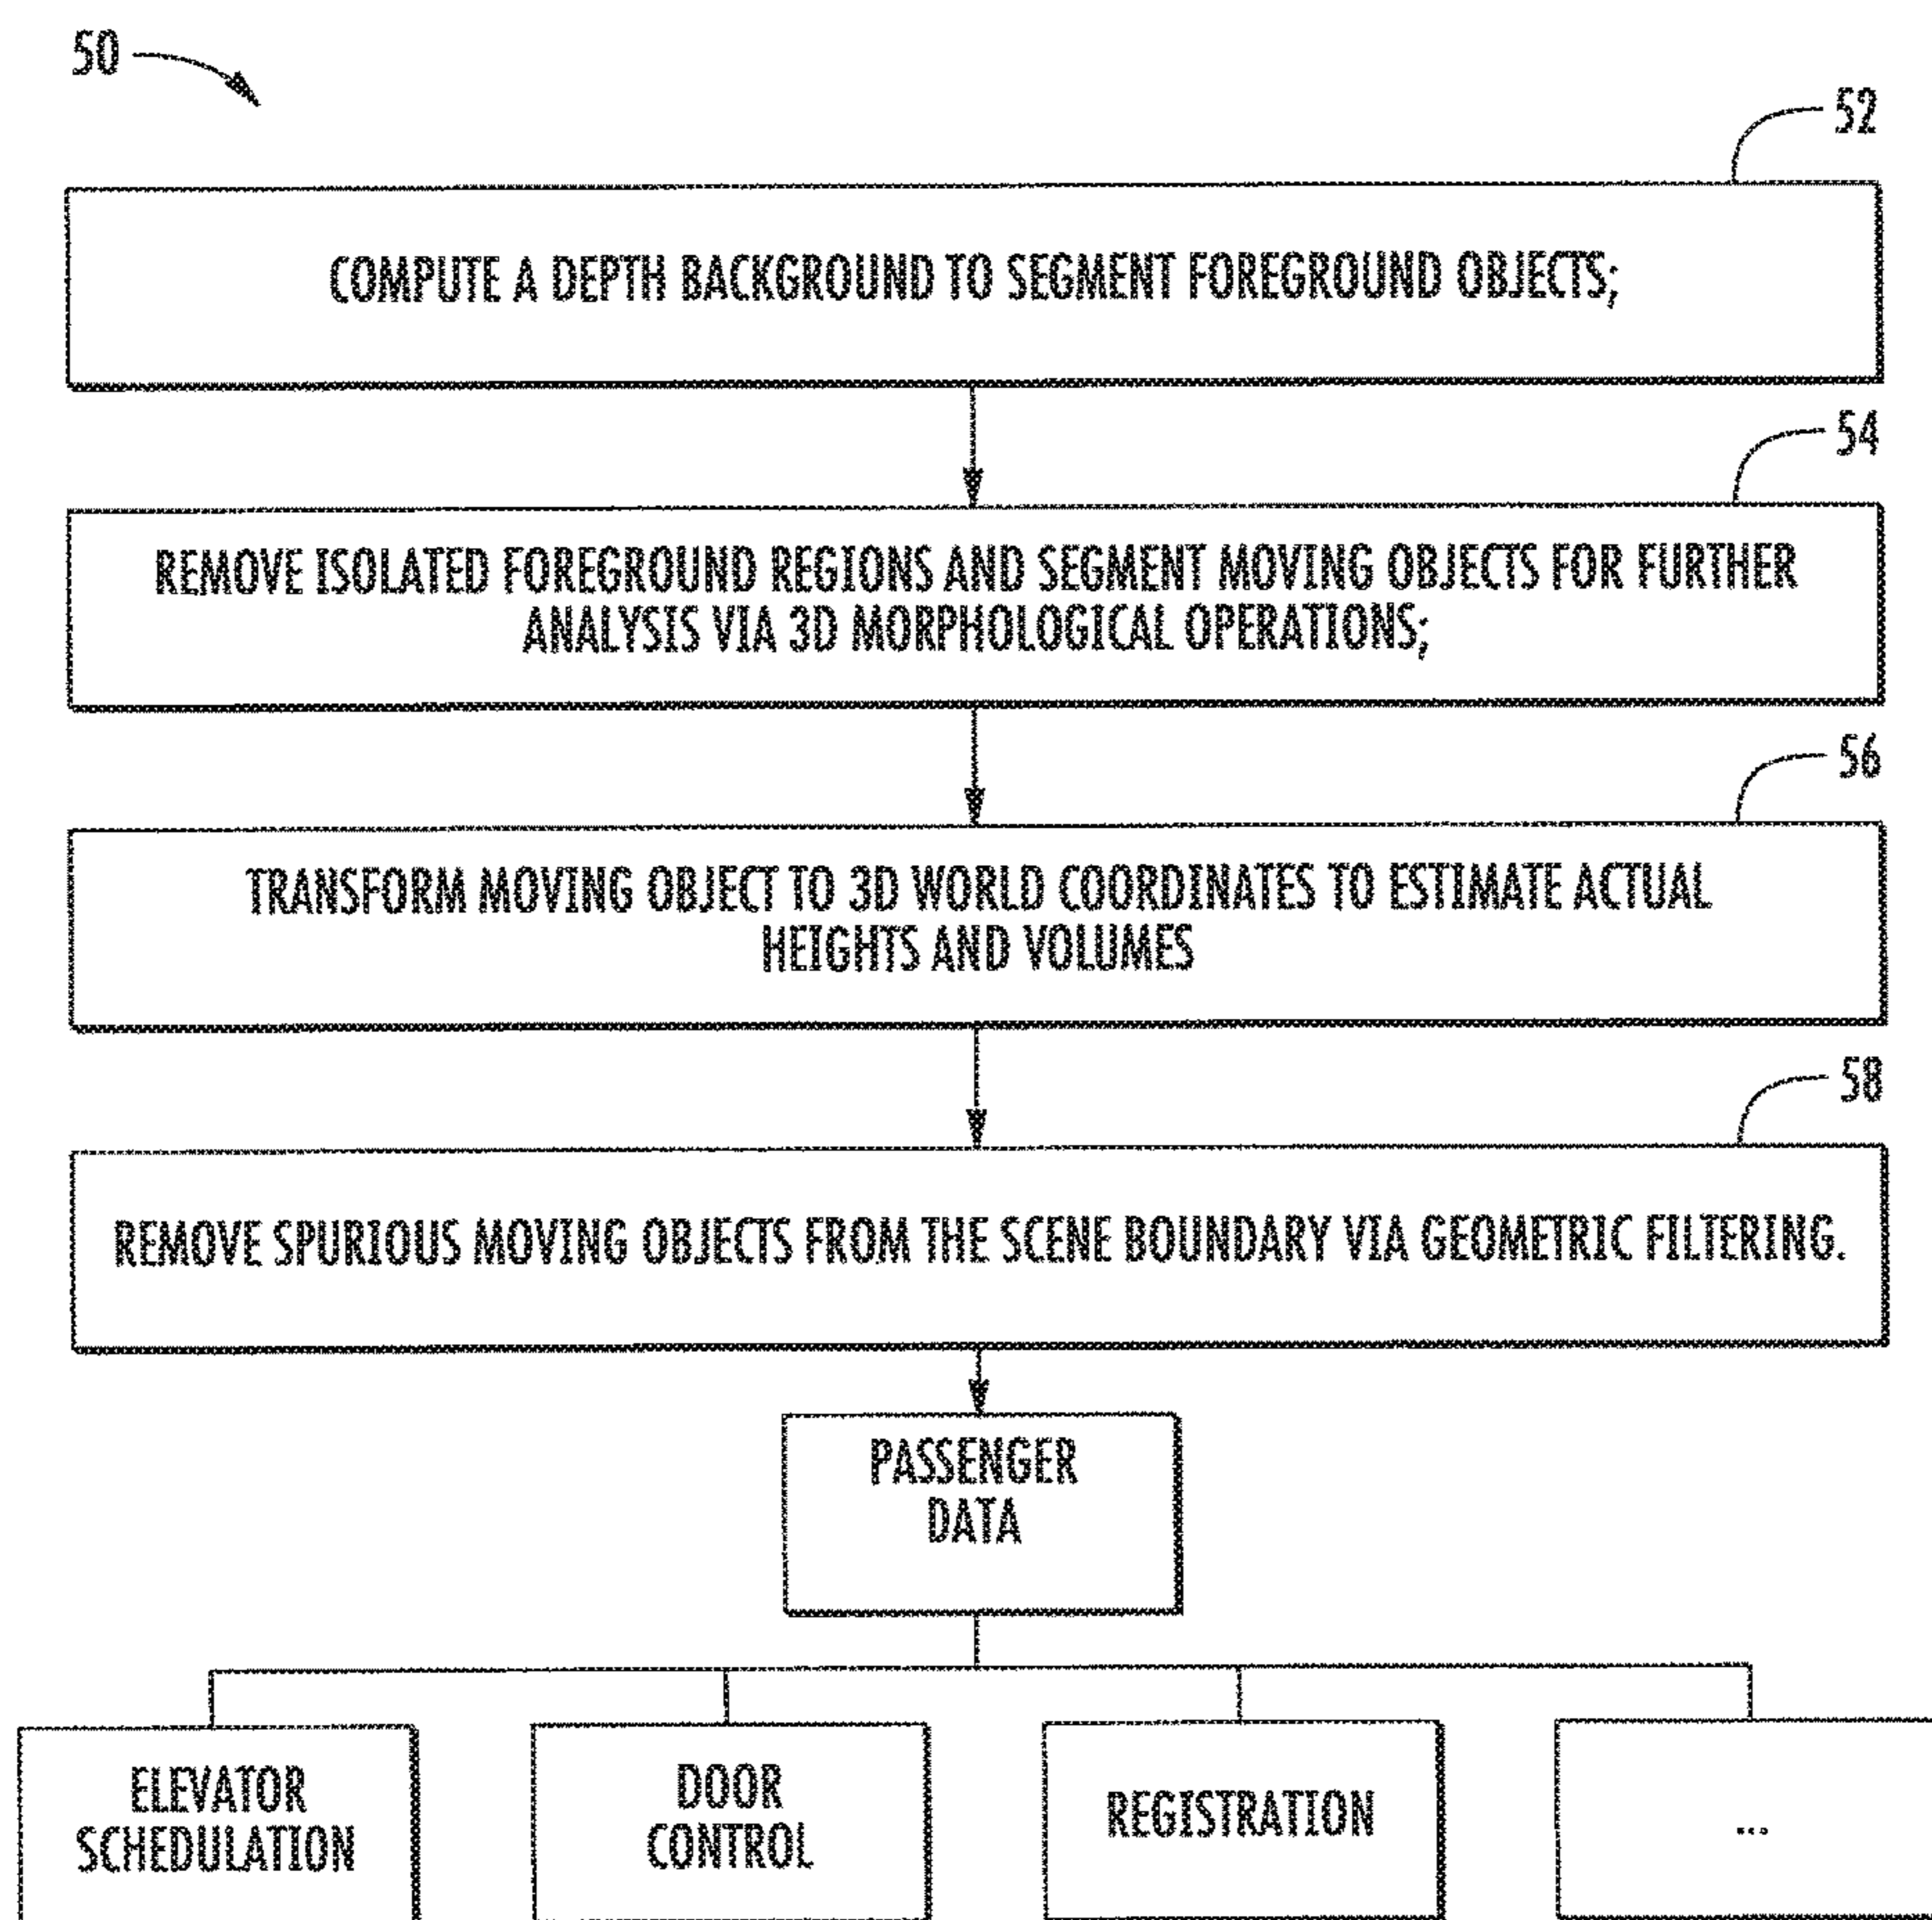 50
52
COMPUTE A DEPTH BACKGROUND TO SEGMENT FOREGROUND OBJECTS;
54
REMOVE ISOLATED FOREGROUND REGIONS AND SEGMENT MOVING OBJECTS FOR FURTHER
ANALYSIS VIA 3D MORPHOLOGICAL OPERATIONS;
56
TRANSFORM MOVING OBJECT TO 3D WORLD COORDINATES TO ESTIMATE ACTUAL
HEIGHTS AND VOLUMES
58
REMOVE SPURIOUS MOVING OBJECTS FROM THE SCENE BOUNDARY VIA GEOMETRIC FILTERING.
PASSENGER
DATA
ELEVATOR
SCHEDULATION
DOOR
CONTROL
REGISTRATION
...